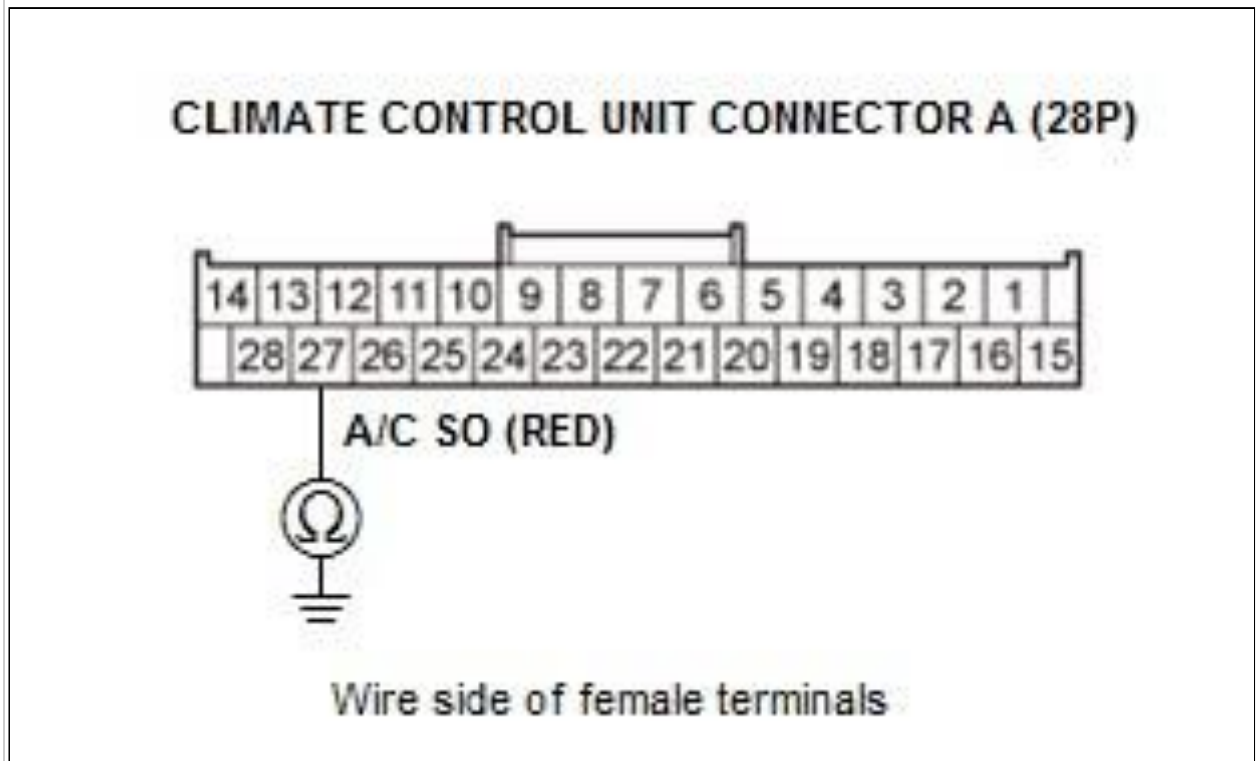 CLIMATE CONTROL UNIT CONNECTOR A (28P)
14 13 12 11 10 9 8 7 6 5 4 3 2 1
28 27 26 25 24 23 22 21 20 19 18 17 16 15
A/C SO (RED)
Ω
Wire side of female terminals